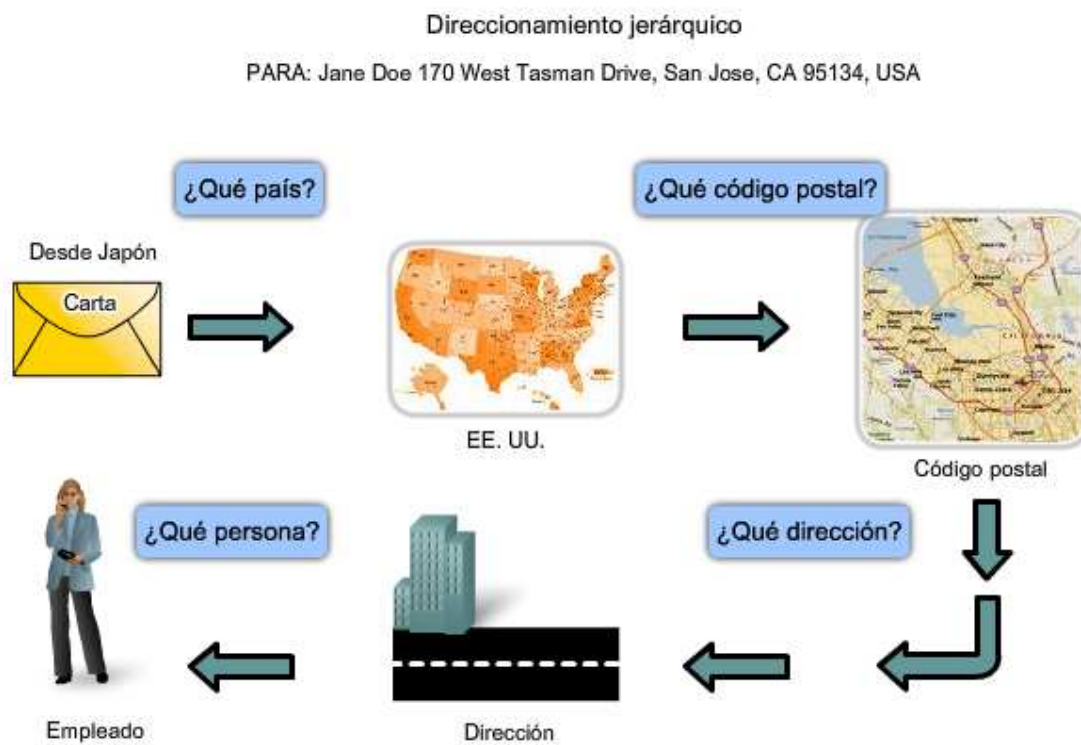 Direccionamiento jerárquico
PARA: Jane Doe 170 West Tasman Drive, San Jose, CA 95134, USA
¿Qué país?
¿Qué código postal?
Desde Japón
Carta
EE. UU.
Código postal
¿Qué persona?
¿Qué dirección?
Empleado
Dirección